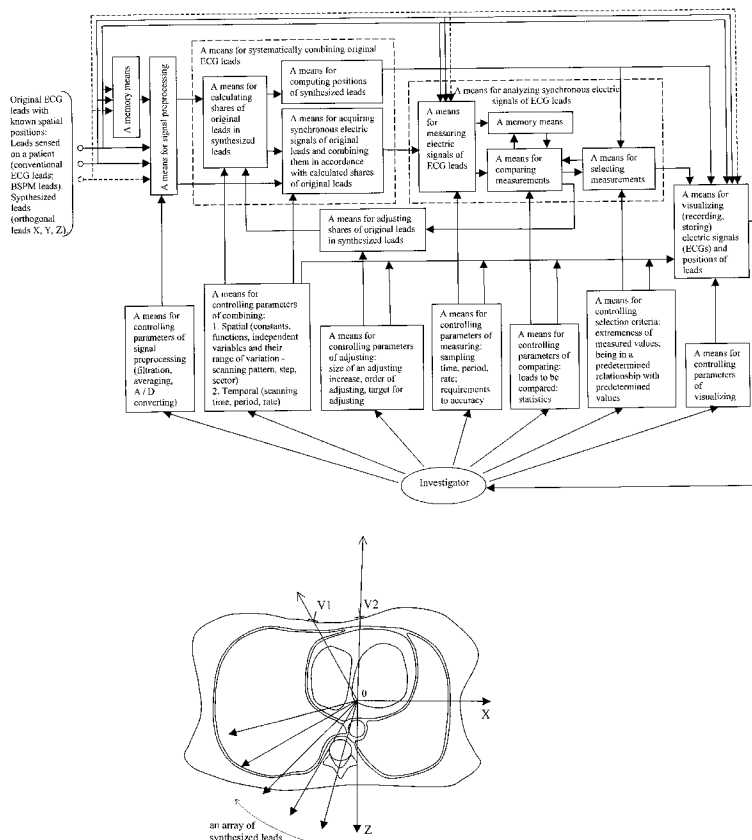 A means for systematically combining original
ECG leads
Original ECG
leads with
known spatial
positions:
Leads sensed
on a patient
(conventional
ECG leads;
BSPM leads).
Synthesized
leads
(orthogonal
leads X, Y, Z)
A memory means
A means for signal preprocessing
A means for
calculating
shares of
original
leads in
synthesized
leads
A means for
computing positions
of synthesized leads
A means for acquiring
synchronous electric
signals of original
leads and combining
them in accordance
with calculated shares
of original leads
A means for analyzing synchronous electric
signals of ECG leads
A means
for
measuring
electric
signals of
ECG leads
A memory means
A means for
comparing
measurements
A means for
selecting
measurements
A means for
visualizing
(recording,
storing)
electric signals
(ECGs) and
positions of
leads
A means for adjusting
shares of original leads
in synthesized leads
A means for
controlling
parameters of
signal
preprocessing
(filtration,
averaging,
A / D
converting)
A means for
controlling parameters
of combining:
1. Spatial (constants,
functions, independent
variables and their
range of variation -
scanning pattern, step,
sector)
2. Temporal (scanning
time, period, rate)
A means for
controlling parameters
of adjusting:
size of an adjusting
increase, order of
adjusting, target for
adjusting
A means for
controlling
parameters of
measuring:
sampling
time, period,
rate;
requirements
to accuracy
A means for
controlling
parameters of
comparing:
leads to be
compared;
statistics
A means for
controlling
selection criteria:
extremeness of
measured values;
being in a
predetermined
relationship with
predetermined
values
A means for
controlling
parameters
of
visualizing
Investigator
V1
V2
0
X
Z
an array of
synthesized leads